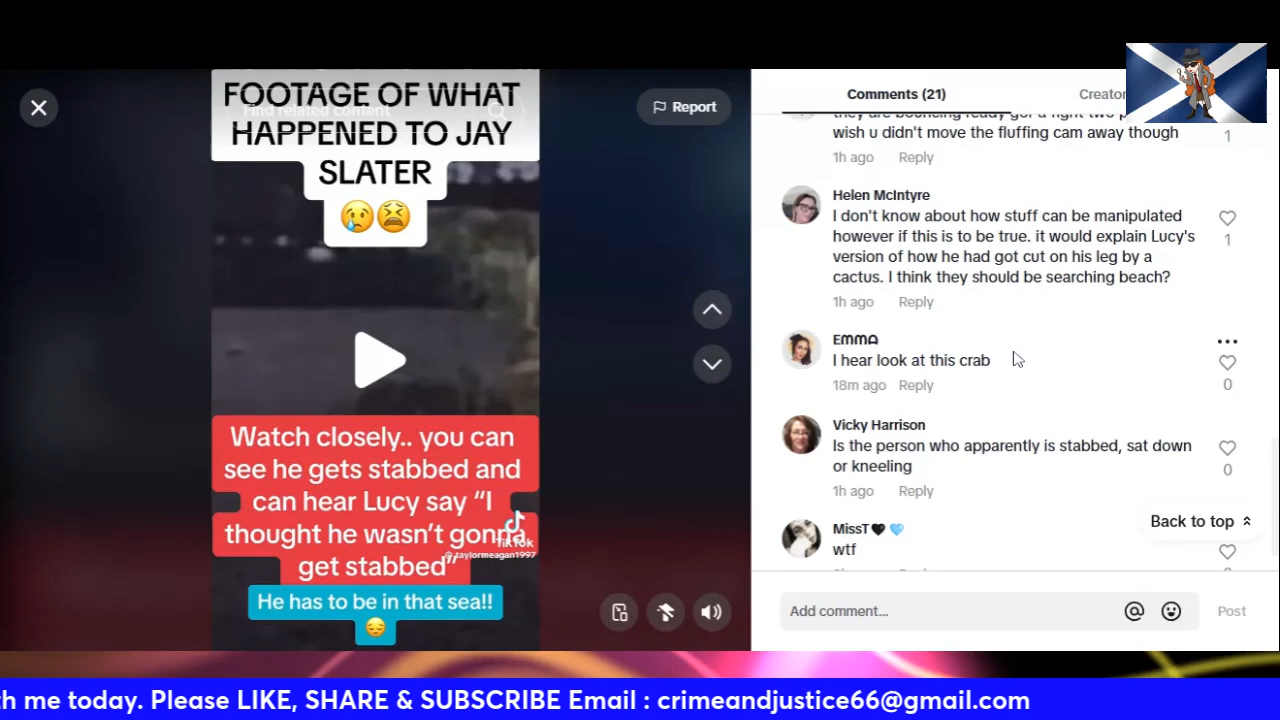 FOOTAGE OF WHAT
HAPPENED TO JAY
SLATER
😢😫
Find related content
Report
Watch closely.. you can
see he gets stabbed and
can hear Lucy say “I
thought he wasn’t gonna
get stabbed”
TikTok
@taylormeagan1997
He has to be in that sea!!
😔
Comments (21)
Creator
wish u didn't move the fluffing cam away though
1
1h ago Reply
Helen McIntyre
I don't know about how stuff can be manipulated
however if this is to be true. it would explain Lucy's
version of how he had got cut on his leg by a
cactus. I think they should be searching beach?
1
1h ago Reply
EmmA
I hear look at this crab
0
18m ago Reply
Vicky Harrison
Is the person who apparently is stabbed, sat down
or kneeling
0
1h ago Reply
Back to top
MissT🖤🩵
wtf
Add comment...
Post
th me today. Please LIKE, SHARE & SUBSCRIBE Email : crimeandjustice66@gmail.com